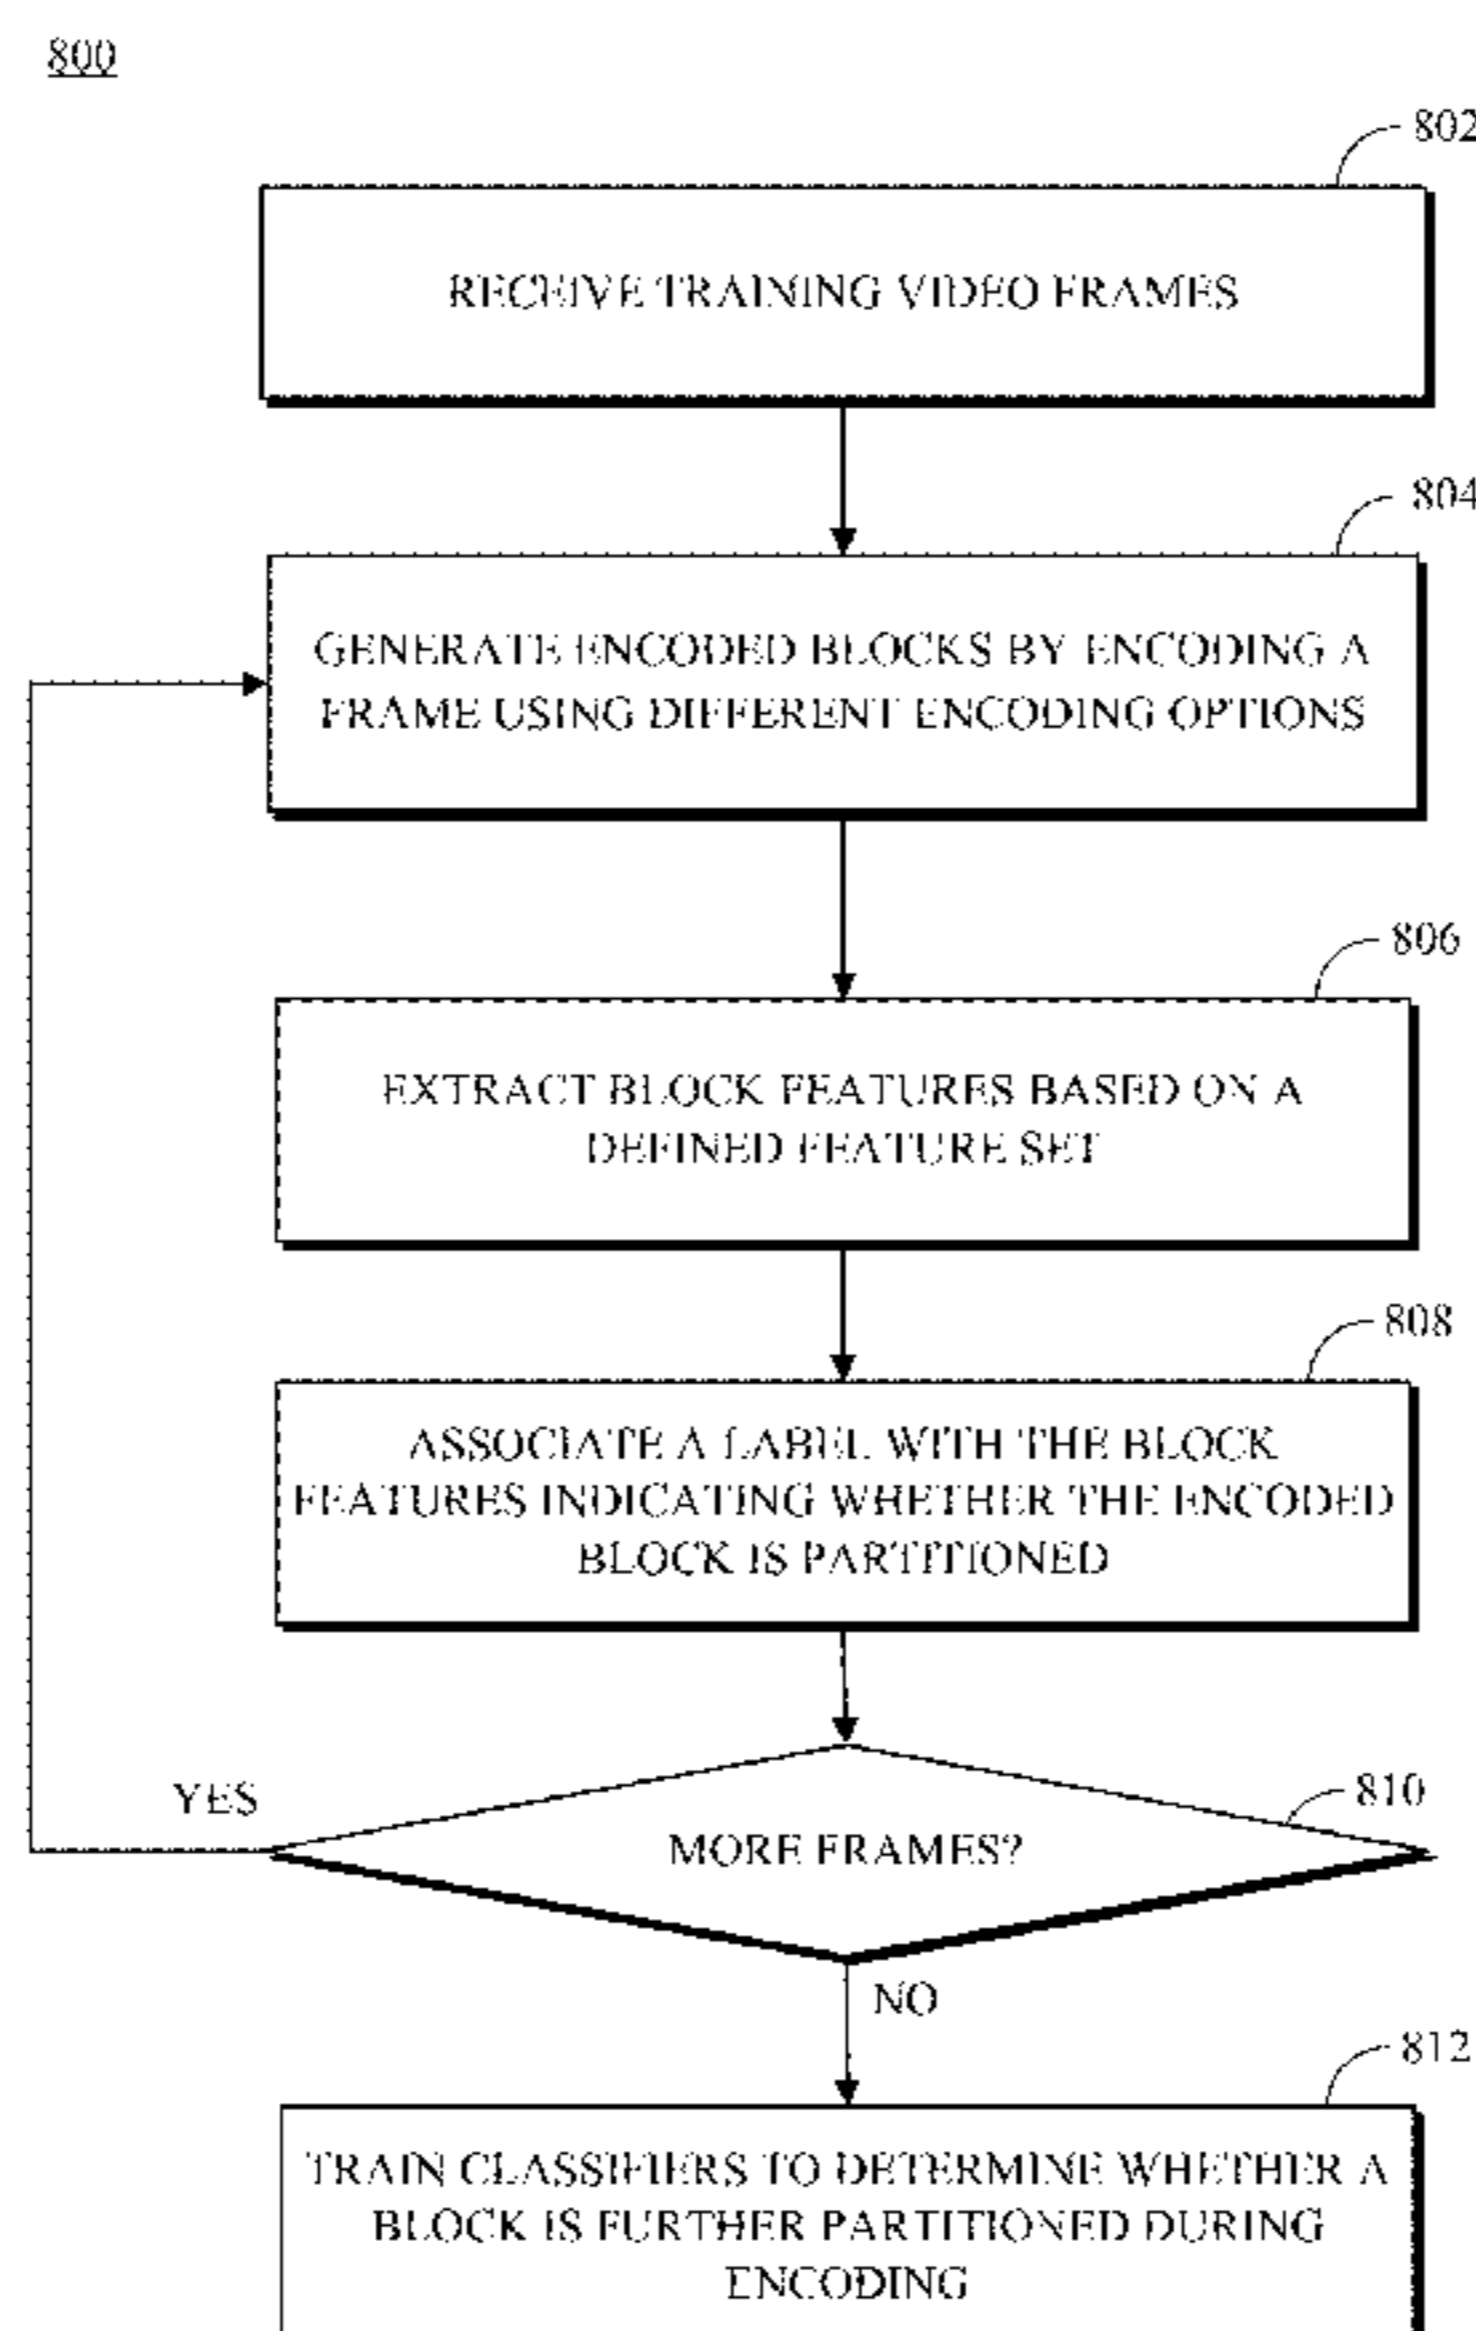 800
802
RECEIVE TRAINING VIDEO FRAMES
804
GENERATE ENCODED BLOCKS BY ENCODING A
FRAME USING DIFFERENT ENCODING OPTIONS
806
EXTRACT BLOCK FEATURES BASED ON A
DEFINED FEATURE SET
808
ASSOCIATE A LABEL WITH THE BLOCK
FEATURES INDICATING WHETHER THE ENCODED
BLOCK IS PARTITIONED
YES
810
MORE FRAMES?
NO
812
TRAIN CLASSIFIERS TO DETERMINE WHETHER A
BLOCK IS FURTHER PARTITIONED DURING
ENCODING